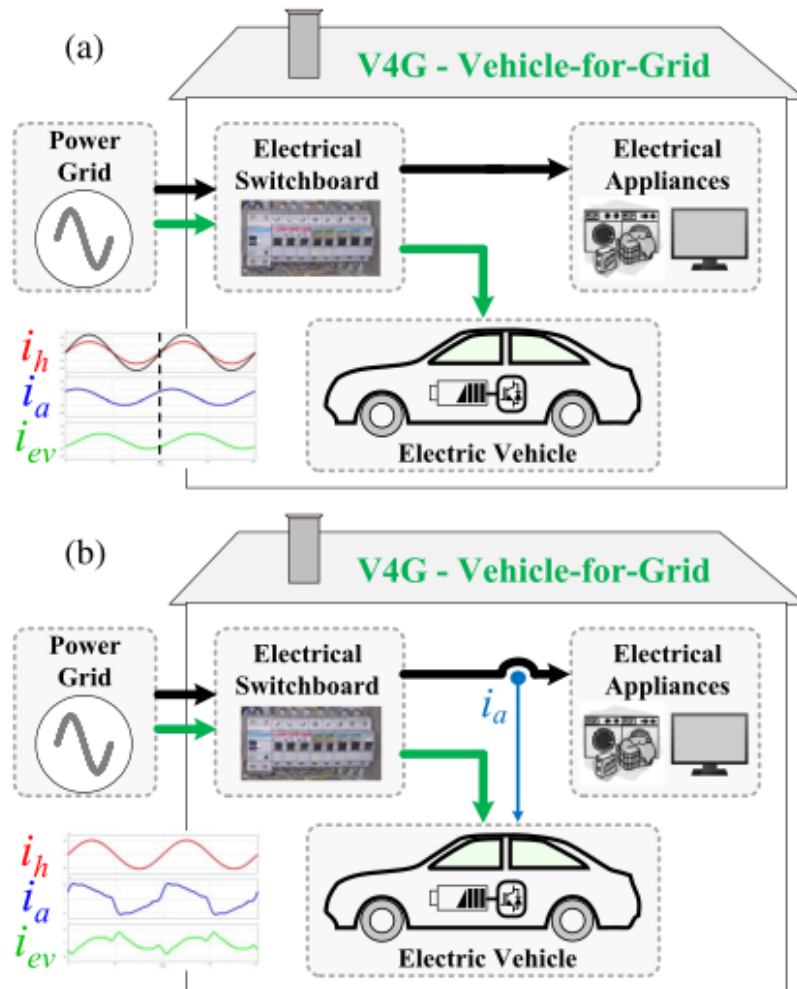 (a)
V4G - Vehicle-for-Grid
Power
Grid
Electrical
Switchboard
Electrical
Appliances
i_h
i_a
i_ev
Electric Vehicle
(b)
V4G - Vehicle-for-Grid
Power
Grid
Electrical
Switchboard
Electrical
Appliances
i_a
i_h
i_a
i_ev
Electric Vehicle